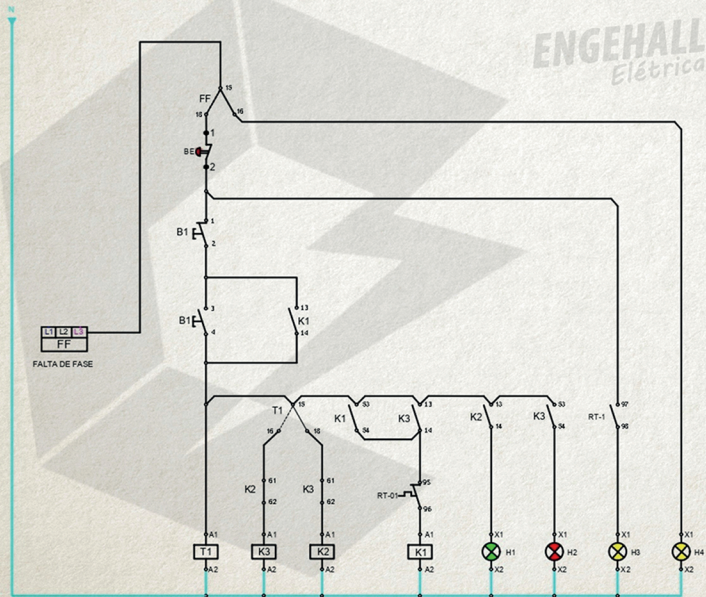 N
ENGEHALL
Elétrica
15
FF
18 16
1
BE
2
1
B1
2
3 13
B1 K1
4 14
L1 L2 L3
FF
FALTA DE FASE
T1 15 53 13 13 53 97
K1 K3 K2 K3 RT-1
16 18 54 14 14 54 98
61 61
K2 K3
62 62
95
RT-01
96
A1 A1 A1 A1 X1 X1 X1 X1
T1 K3 K2 K1 H1 H2 H3 H4
A2 A2 A2 A2 X2 X2 X2 X2